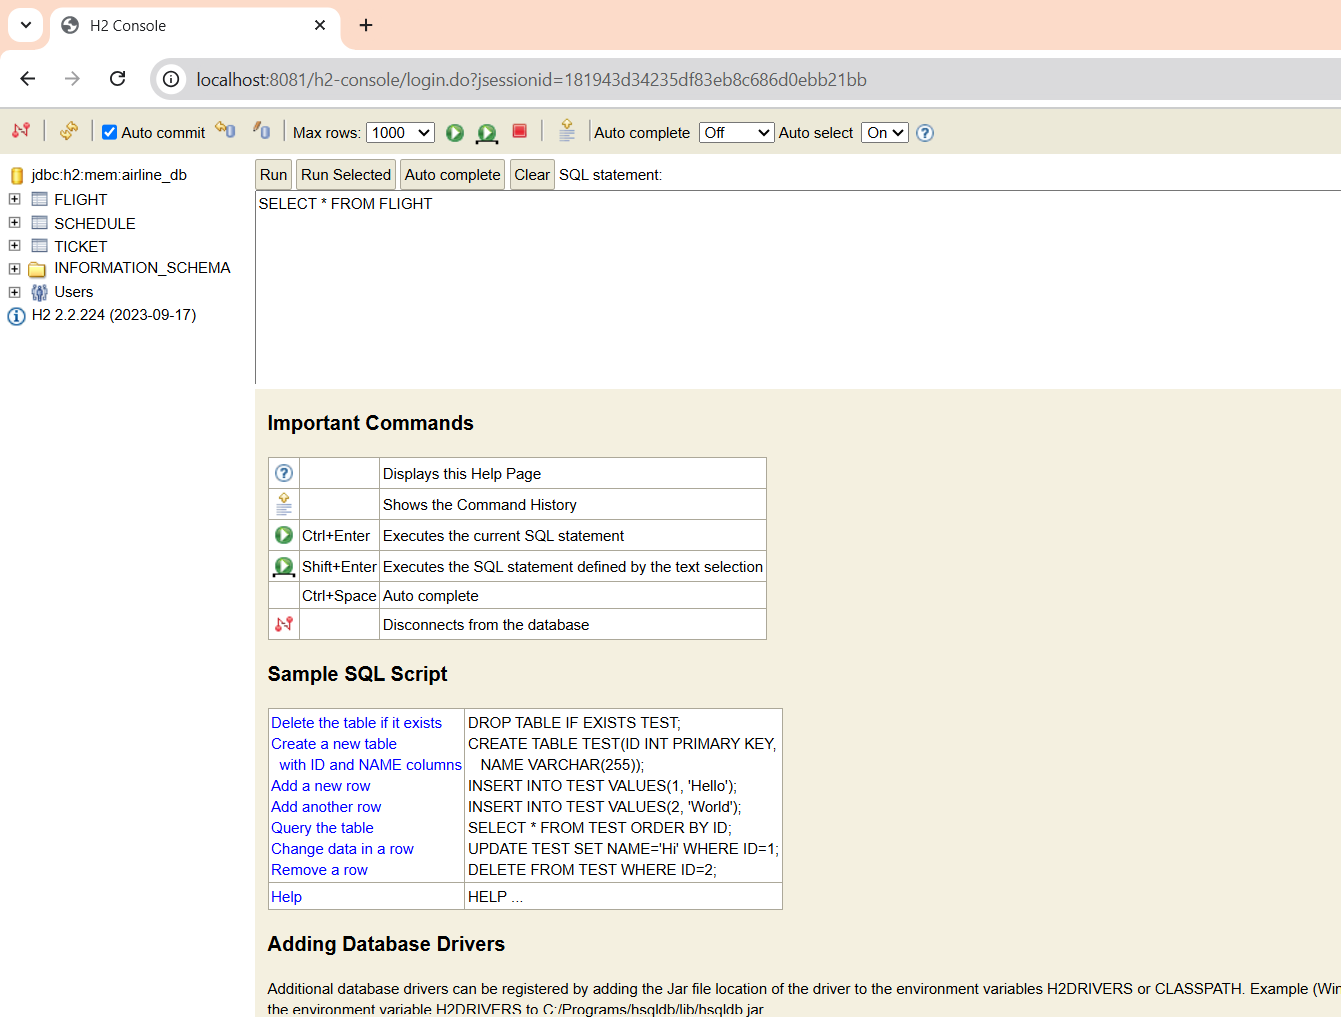 H2 Console
localhost:8081/h2-console/login.do?jsessionid=181943d34235df83eb8c686d0ebb21bb
Auto commit Max rows: 1000 Auto complete Off Auto select On
jdbc:h2:mem:airline_db
FLIGHT
SCHEDULE
TICKET
INFORMATION_SCHEMA
Users
H2 2.2.224 (2023-09-17)
Run Run Selected Auto complete Clear SQL statement:
SELECT * FROM FLIGHT
Important Commands
Displays this Help Page
Shows the Command History
Ctrl+Enter Executes the current SQL statement
Shift+Enter Executes the SQL statement defined by the text selection
Ctrl+Space Auto complete
Disconnects from the database
Sample SQL Script
Delete the table if it exists DROP TABLE IF EXISTS TEST;
Create a new table CREATE TABLE TEST(ID INT PRIMARY KEY,
with ID and NAME columns NAME VARCHAR(255));
Add a new row INSERT INTO TEST VALUES(1, 'Hello');
Add another row INSERT INTO TEST VALUES(2, 'World');
Query the table SELECT * FROM TEST ORDER BY ID;
Change data in a row UPDATE TEST SET NAME='Hi' WHERE ID=1;
Remove a row DELETE FROM TEST WHERE ID=2;
Help HELP ...
Adding Database Drivers
Additional database drivers can be registered by adding the Jar file location of the driver to the environment variables H2DRIVERS or CLASSPATH. Example (Win
the environment variable H2DRIVERS to C:/Programs/hsqldb/lib/hsqldb.jar